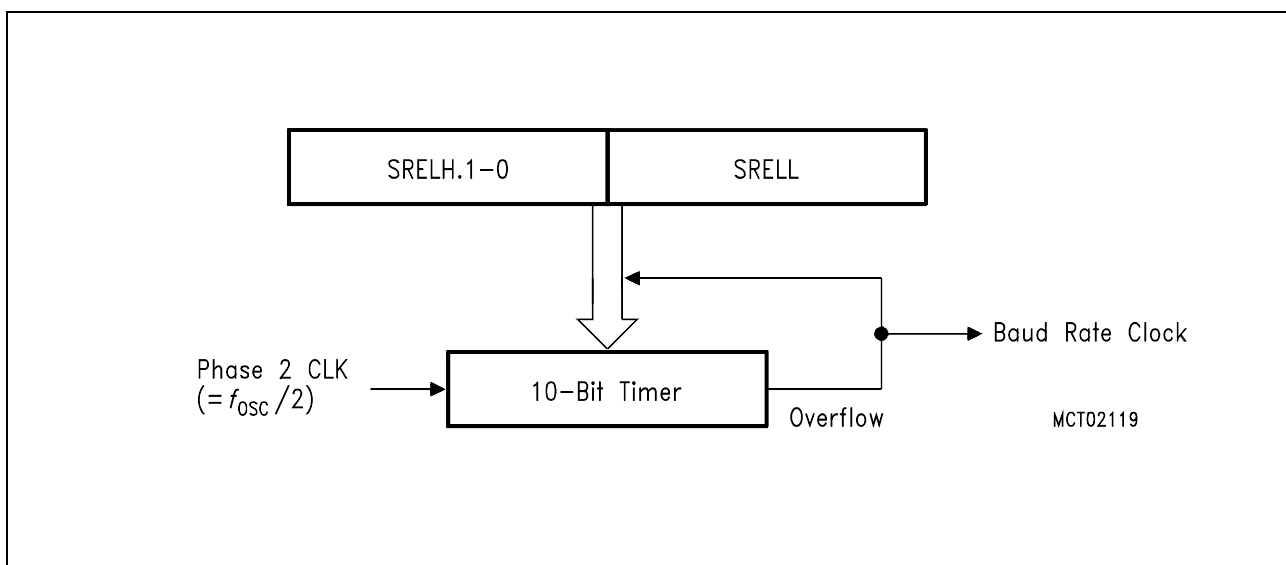 SRELH.1-0
SRELL
Phase 2 CLK
(= fOSC/2)
10-Bit Timer
Overflow
Baud Rate Clock
MCT02119